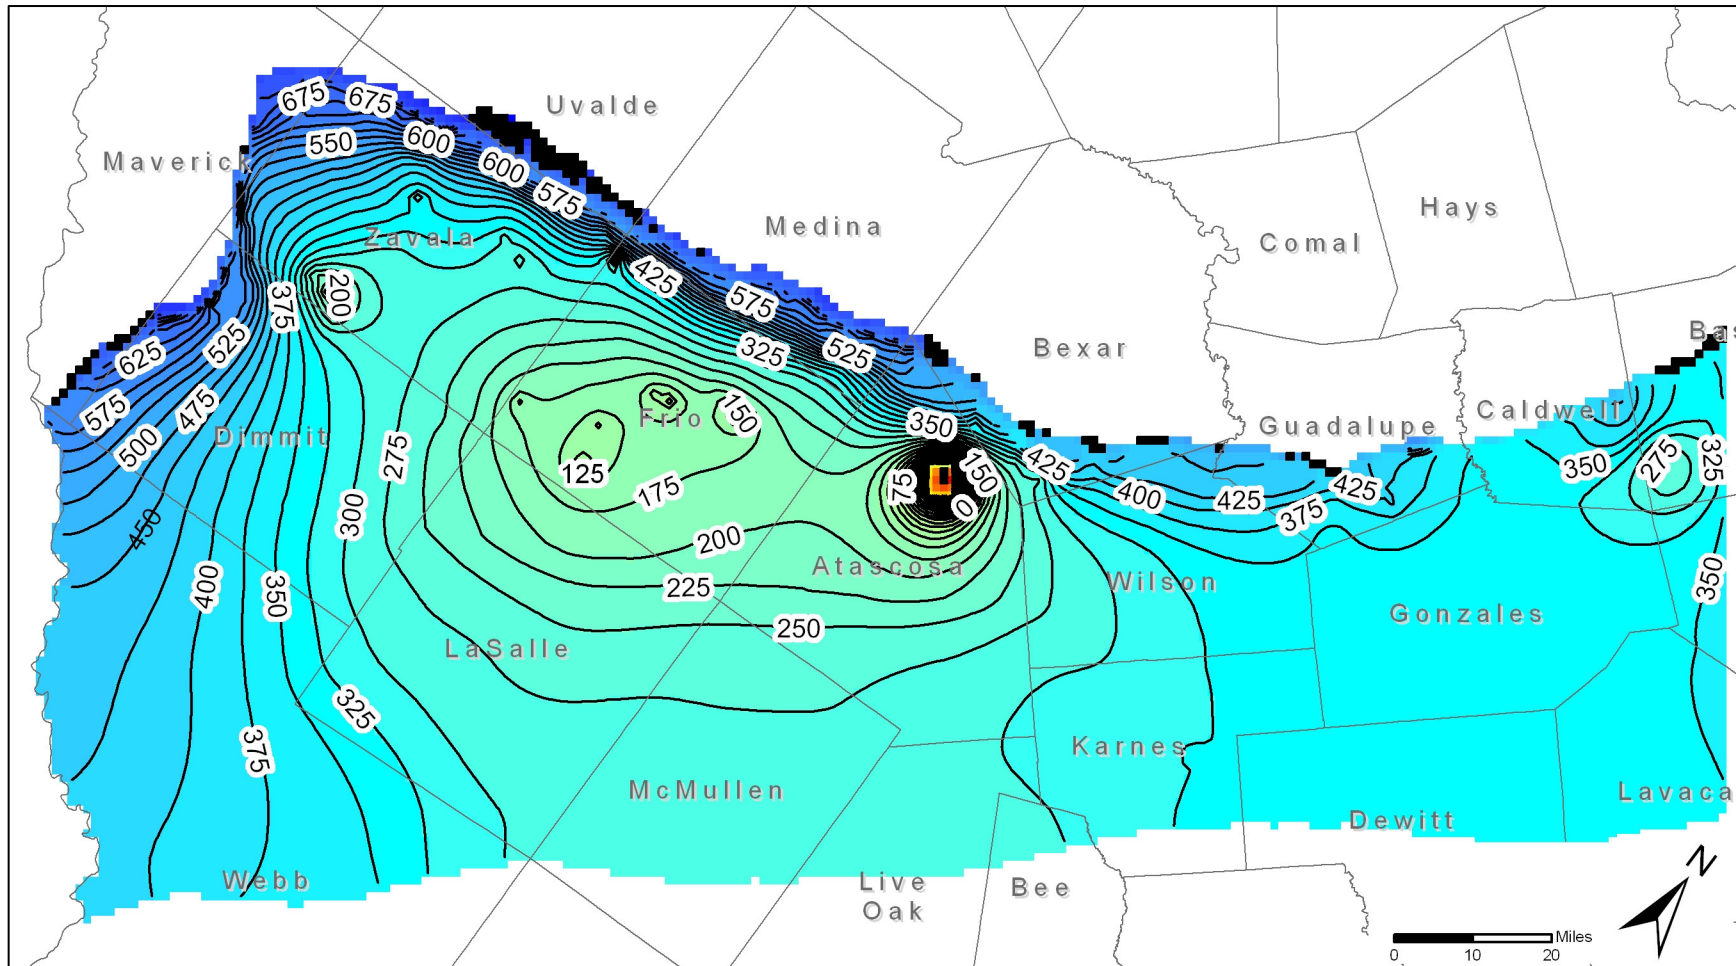 675
675
Uvalde
550
600
Maverick
600
575
Hays
Medina
Zavala
Comal
425
200
575
375
Bas
325
Bexar
525
525
625
575
475
150
Frio
Caldwell
350
Guadalupe
Dimmit
500
275
425
325
350
275
125
75
150
175
400
425
425
0
300
375
450
200
Atascosa
Wilson
350
400
350
225
Gonzales
250
LaSalle
325
375
Karnes
McMullen
Lavaca
Dewitt
Webb
Live
Oak
Bee
N
Miles
0 10 20